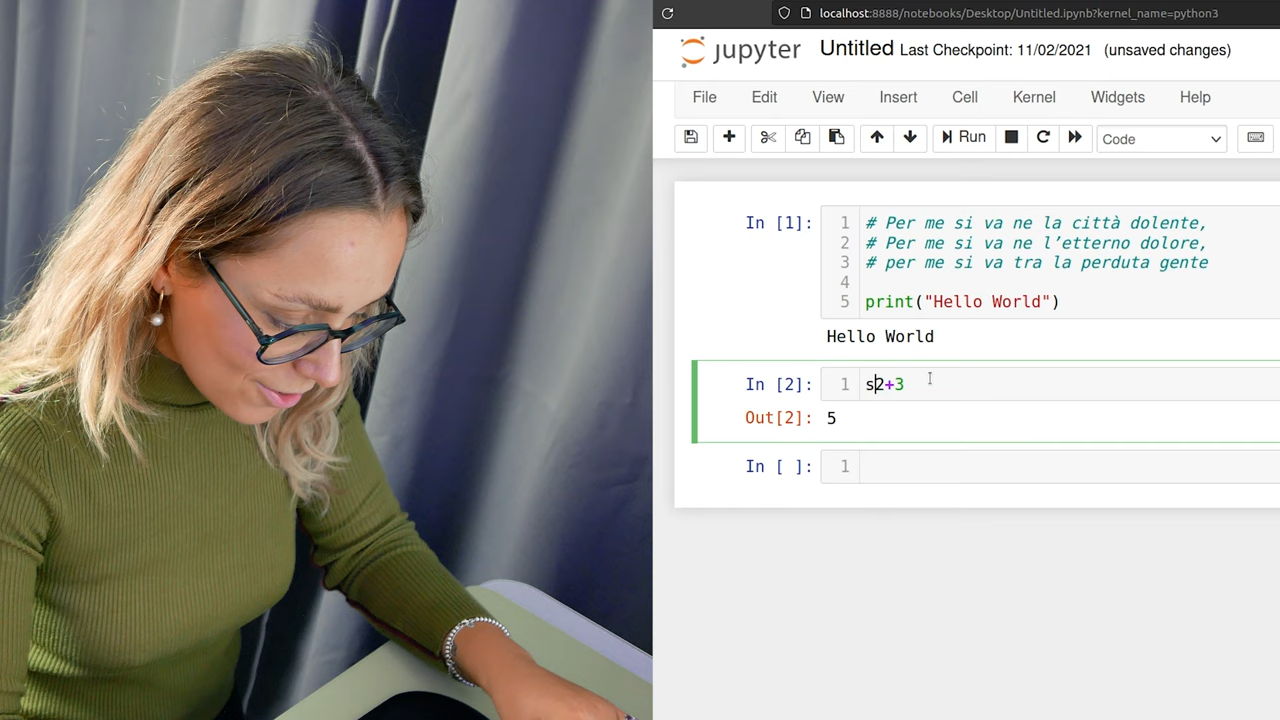 localhost:8888/notebooks/Desktop/Untitled.ipynb?kernel_name=python3
jupyter Untitled Last Checkpoint: 11/02/2021 (unsaved changes)
File Edit View Insert Cell Kernel Widgets Help
Run Code
In [1]:
1 # Per me si va ne la città dolente,
2 # Per me si va ne l’etterno dolore,
3 # per me si va tra la perduta gente
4
5 print("Hello World")
Hello World
In [2]: 1 s2+3
Out[2]: 5
In [ ]: 1